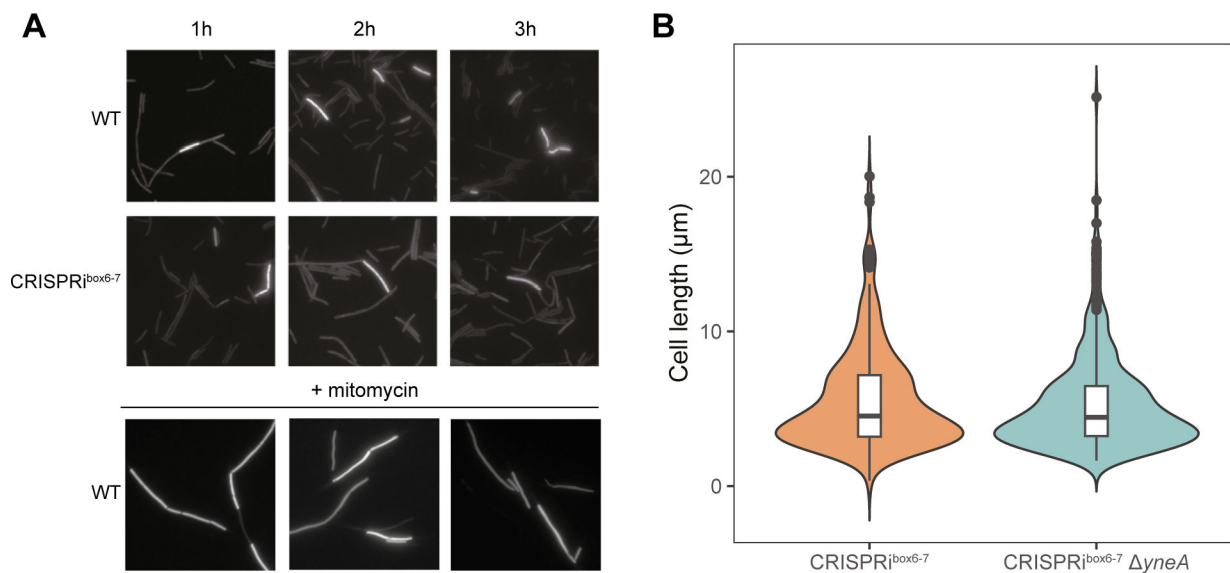 A
1h 2h 3h
WT
CRISPRi^box6-7
+ mitomycin
WT
B
Cell length (µm)
20
10
0
CRISPRi^box6-7 CRISPRi^box6-7 ΔyneA